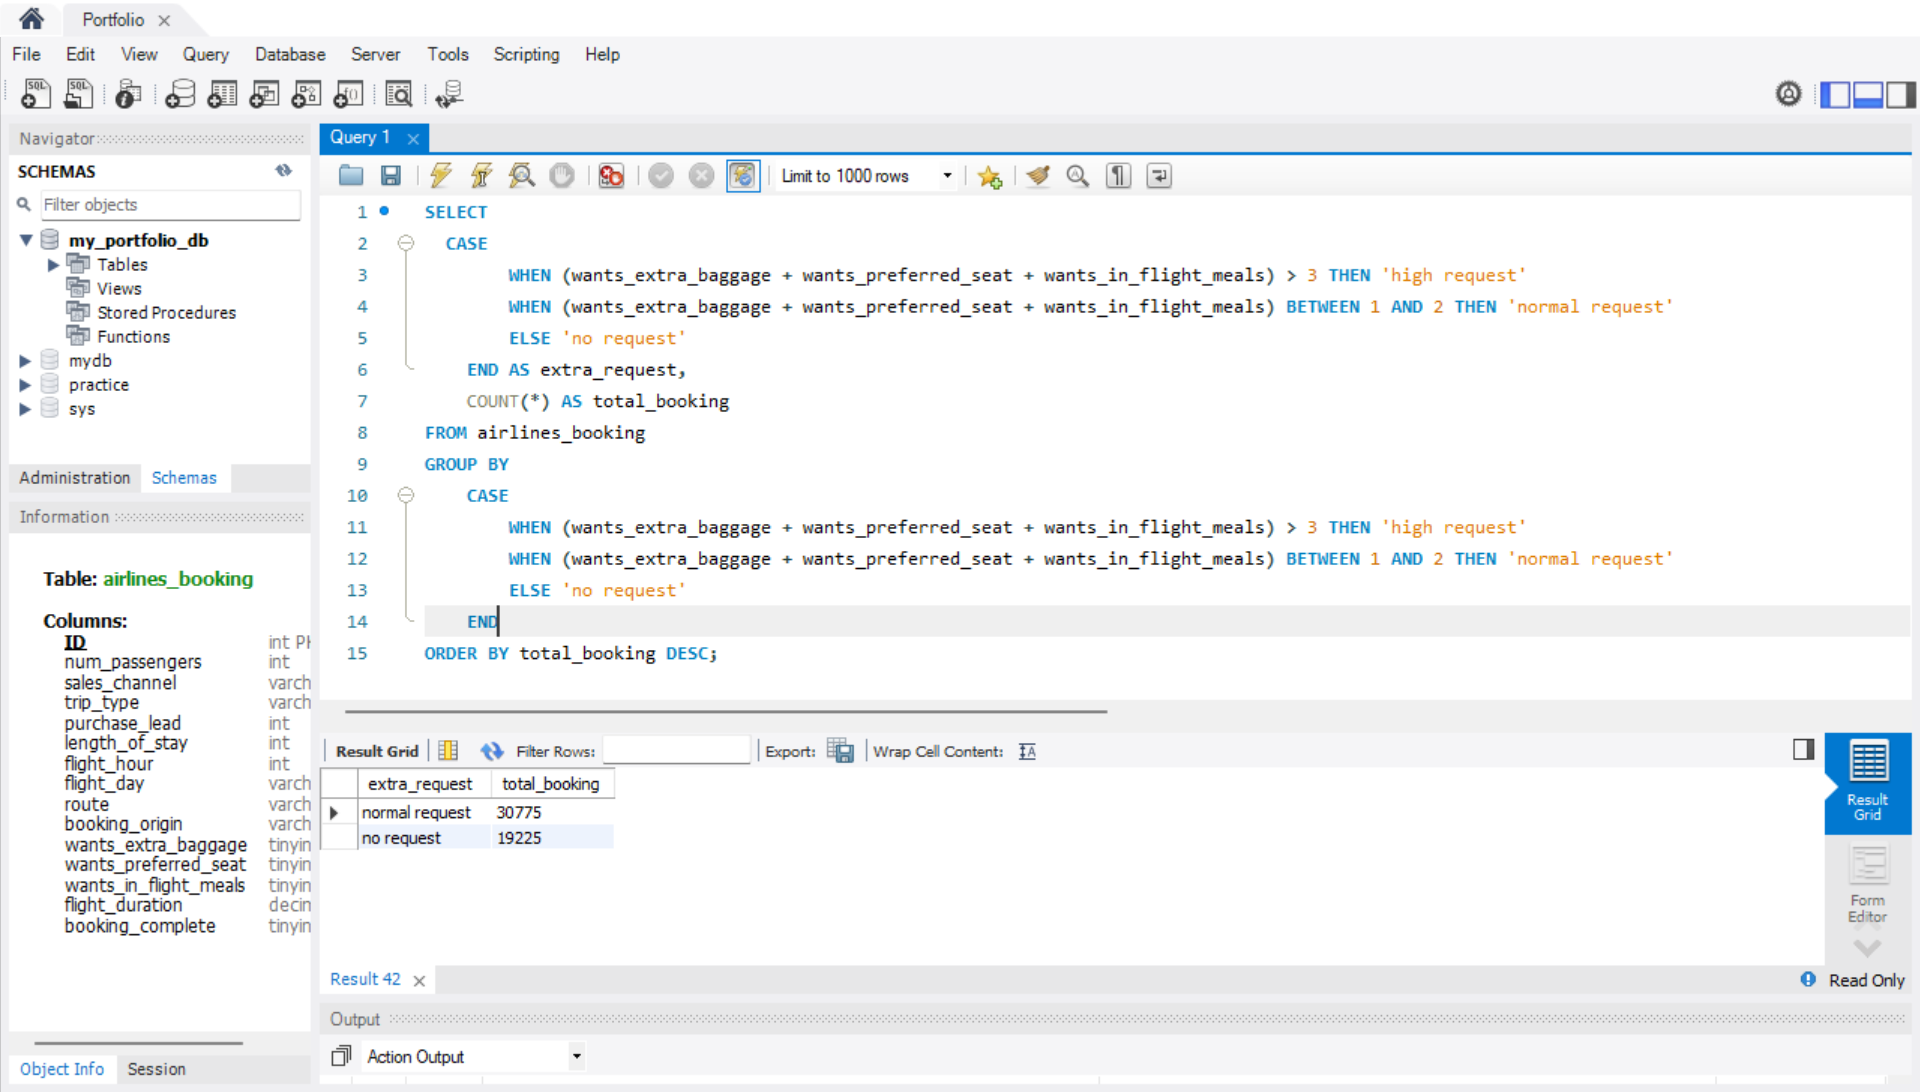 Portfolio
File Edit View Query Database Server Tools Scripting Help
Navigator
SCHEMAS
Filter objects
my_portfolio_db
Tables
Views
Stored Procedures
Functions
mydb
practice
sys
Administration Schemas
Information
Table: airlines_booking
Columns:
ID int PK
num_passengers int
sales_channel varch
trip_type varch
purchase_lead int
length_of_stay int
flight_hour int
flight_day varch
route varch
booking_origin varch
wants_extra_baggage tinyin
wants_preferred_seat tinyin
wants_in_flight_meals tinyin
flight_duration decin
booking_complete tinyin
Object Info Session
Query 1
Limit to 1000 rows
1 SELECT
2 CASE
3 WHEN (wants_extra_baggage + wants_preferred_seat + wants_in_flight_meals) > 3 THEN 'high request'
4 WHEN (wants_extra_baggage + wants_preferred_seat + wants_in_flight_meals) BETWEEN 1 AND 2 THEN 'normal request'
5 ELSE 'no request'
6 END AS extra_request,
7 COUNT(*) AS total_booking
8 FROM airlines_booking
9 GROUP BY
10 CASE
11 WHEN (wants_extra_baggage + wants_preferred_seat + wants_in_flight_meals) > 3 THEN 'high request'
12 WHEN (wants_extra_baggage + wants_preferred_seat + wants_in_flight_meals) BETWEEN 1 AND 2 THEN 'normal request'
13 ELSE 'no request'
14 END
15 ORDER BY total_booking DESC;
Result Grid Filter Rows: Export: Wrap Cell Content:
extra_request total_booking
normal request 30775
no request 19225
Result Grid
Form Editor
Result 42
Read Only
Output
Action Output